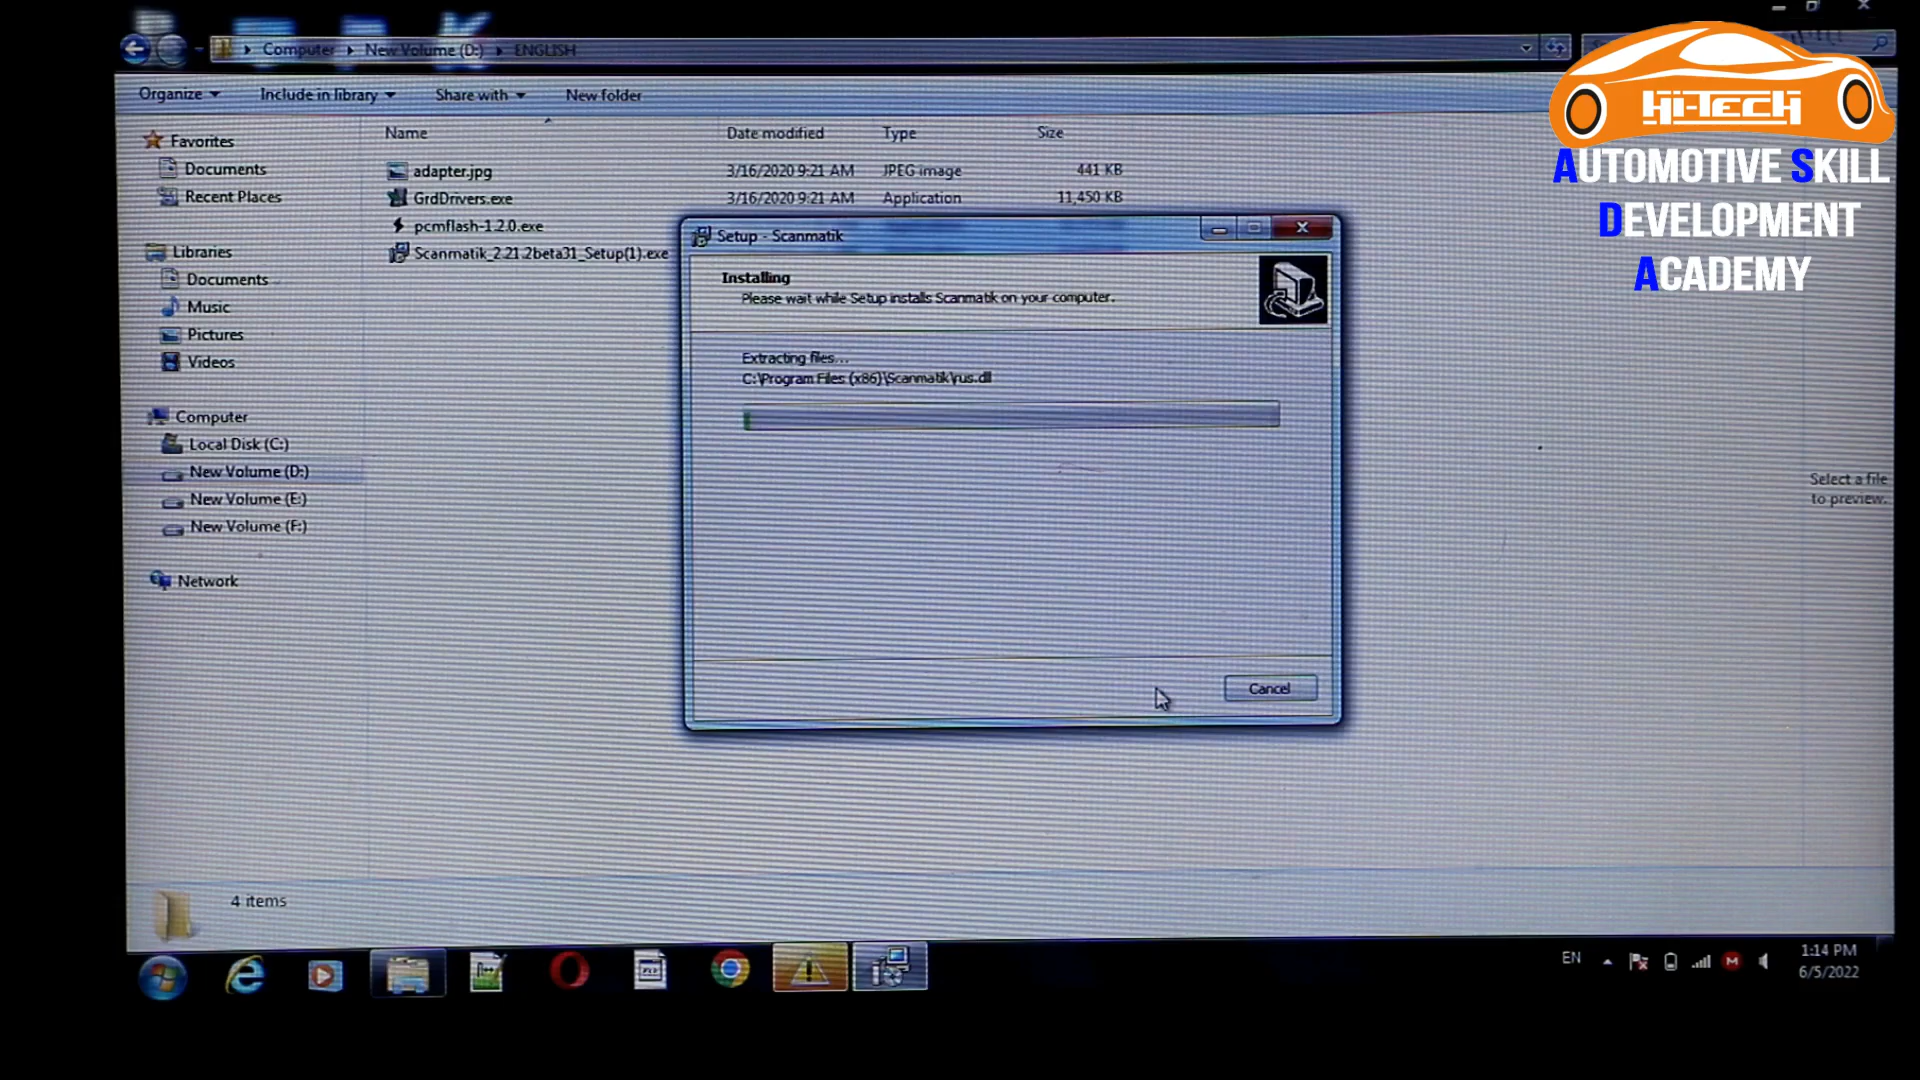 Computer ▸ New Volume (D:) ▸ ENGLISH
Organize
Include in library
Share with
New folder
Name
Date modified
Type
Size
Favorites
Documents
Recent Places
Libraries
Documents
Music
Pictures
Videos
Computer
Local Disk (C:)
New Volume (D:)
New Volume (E:)
New Volume (F:)
Network
adapter.jpg 3/16/2020 9:21 AM JPEG image 441 KB
GrdDrivers.exe 3/16/2020 9:21 AM Application 11,450 KB
pcmflash-1.2.0.exe
Scanmatik_2.21.2beta31_Setup(1).exe
Setup - Scanmatik
Installing
Please wait while Setup installs Scanmatik on your computer.
Extracting files...
C:\Program Files (x86)\Scanmatik\rus.dll
Cancel
Select a file
to preview.
4 items
EN
1:14 PM
6/5/2022
Hi-TECH
AUTOMOTIVE SKILL
DEVELOPMENT
ACADEMY